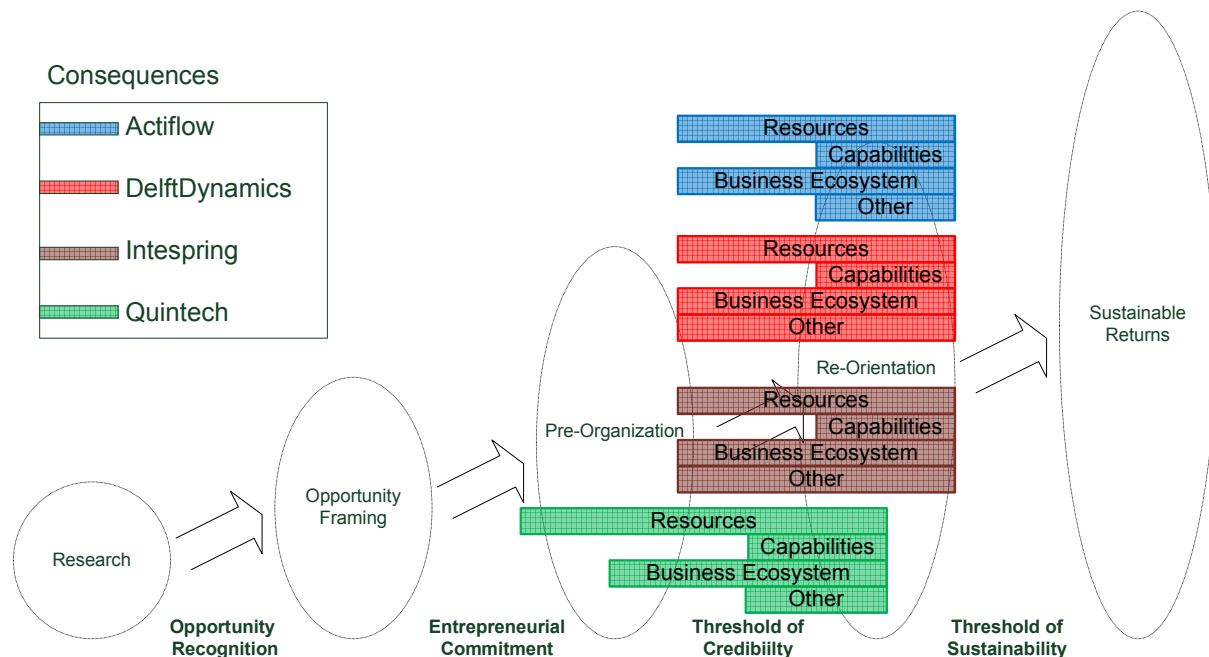 Consequences
Actiflow
DelftDynamics
Intespring
Quintech
Resources
Capabilities
Business Ecosystem
Other
Resources
Capabilities
Business Ecosystem
Other
Re-Orientation
Resources
Capabilities
Business Ecosystem
Other
Resources
Capabilities
Business Ecosystem
Other
Sustainable
Returns
Pre-Organization
Opportunity
Framing
Research
Opportunity
Recognition
Entrepreneurial
Commitment
Threshold of
Credibiilty
Threshold of
Sustainability